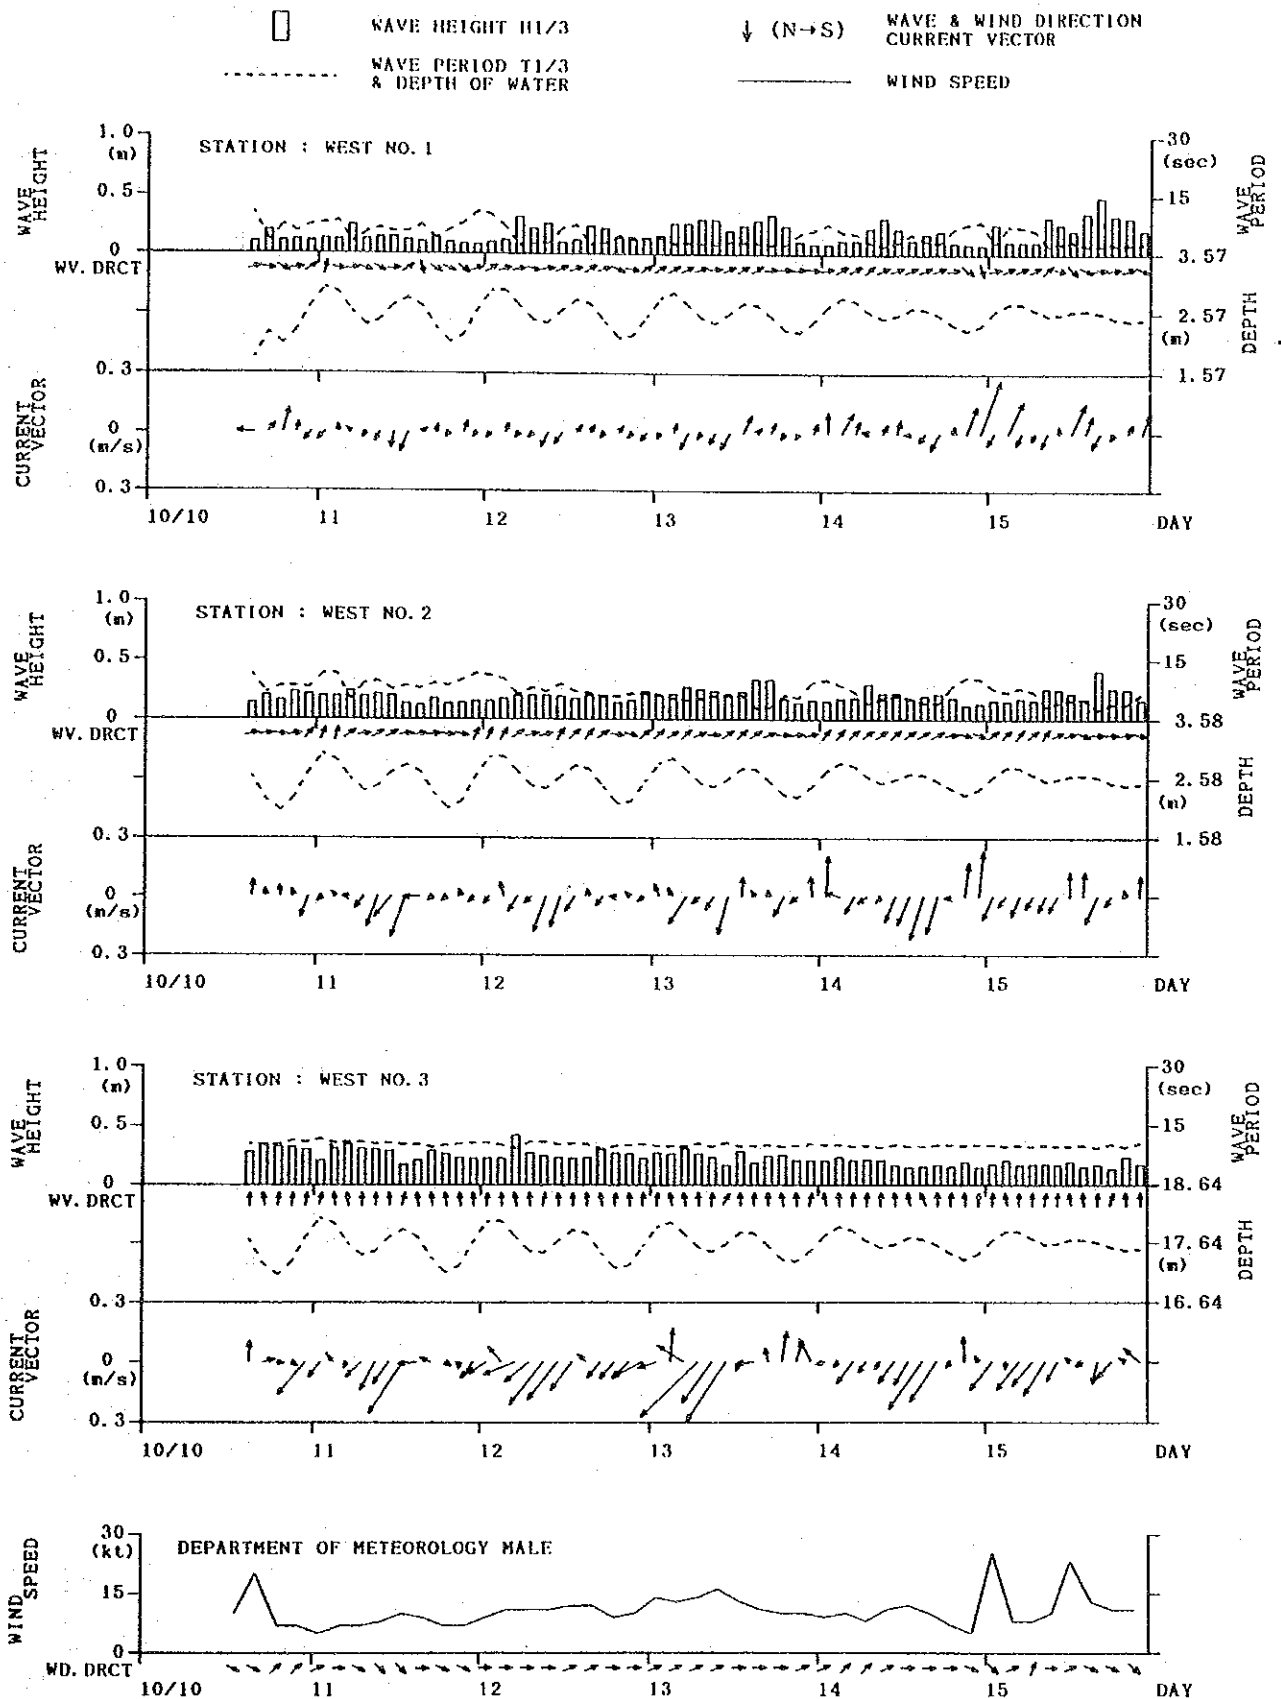 WAVE HEIGHT H1/3
↓ (N→S) WAVE & WIND DIRECTION
CURRENT VECTOR
WAVE PERIOD T1/3
& DEPTH OF WATER
WIND SPEED
STATION : WEST NO. 1
WAVE HEIGHT
1.0
(m)
0.5
0
WV. DRCT
0.3
CURRENT VECTOR
0
(m/s)
0.3
30
(sec)
15
WAVE PERIOD
3.57
2.57
(m)
DEPTH
1.57
10/10 11 12 13 14 15 DAY
STATION : WEST NO. 2
WAVE HEIGHT
1.0
(m)
0.5
0
WV. DRCT
0.3
CURRENT VECTOR
0
(m/s)
0.3
30
(sec)
15
WAVE PERIOD
3.58
2.58
(m)
DEPTH
1.58
10/10 11 12 13 14 15 DAY
STATION : WEST NO. 3
WAVE HEIGHT
1.0
(m)
0.5
0
WV. DRCT
0.3
CURRENT VECTOR
0
(m/s)
0.3
30
(sec)
15
WAVE PERIOD
18.64
17.64
(m)
DEPTH
16.64
10/10 11 12 13 14 15 DAY
DEPARTMENT OF METEOROLOGY MALE
WIND SPEED
30
(kt)
15
0
WD. DRCT
10/10 11 12 13 14 15 DAY